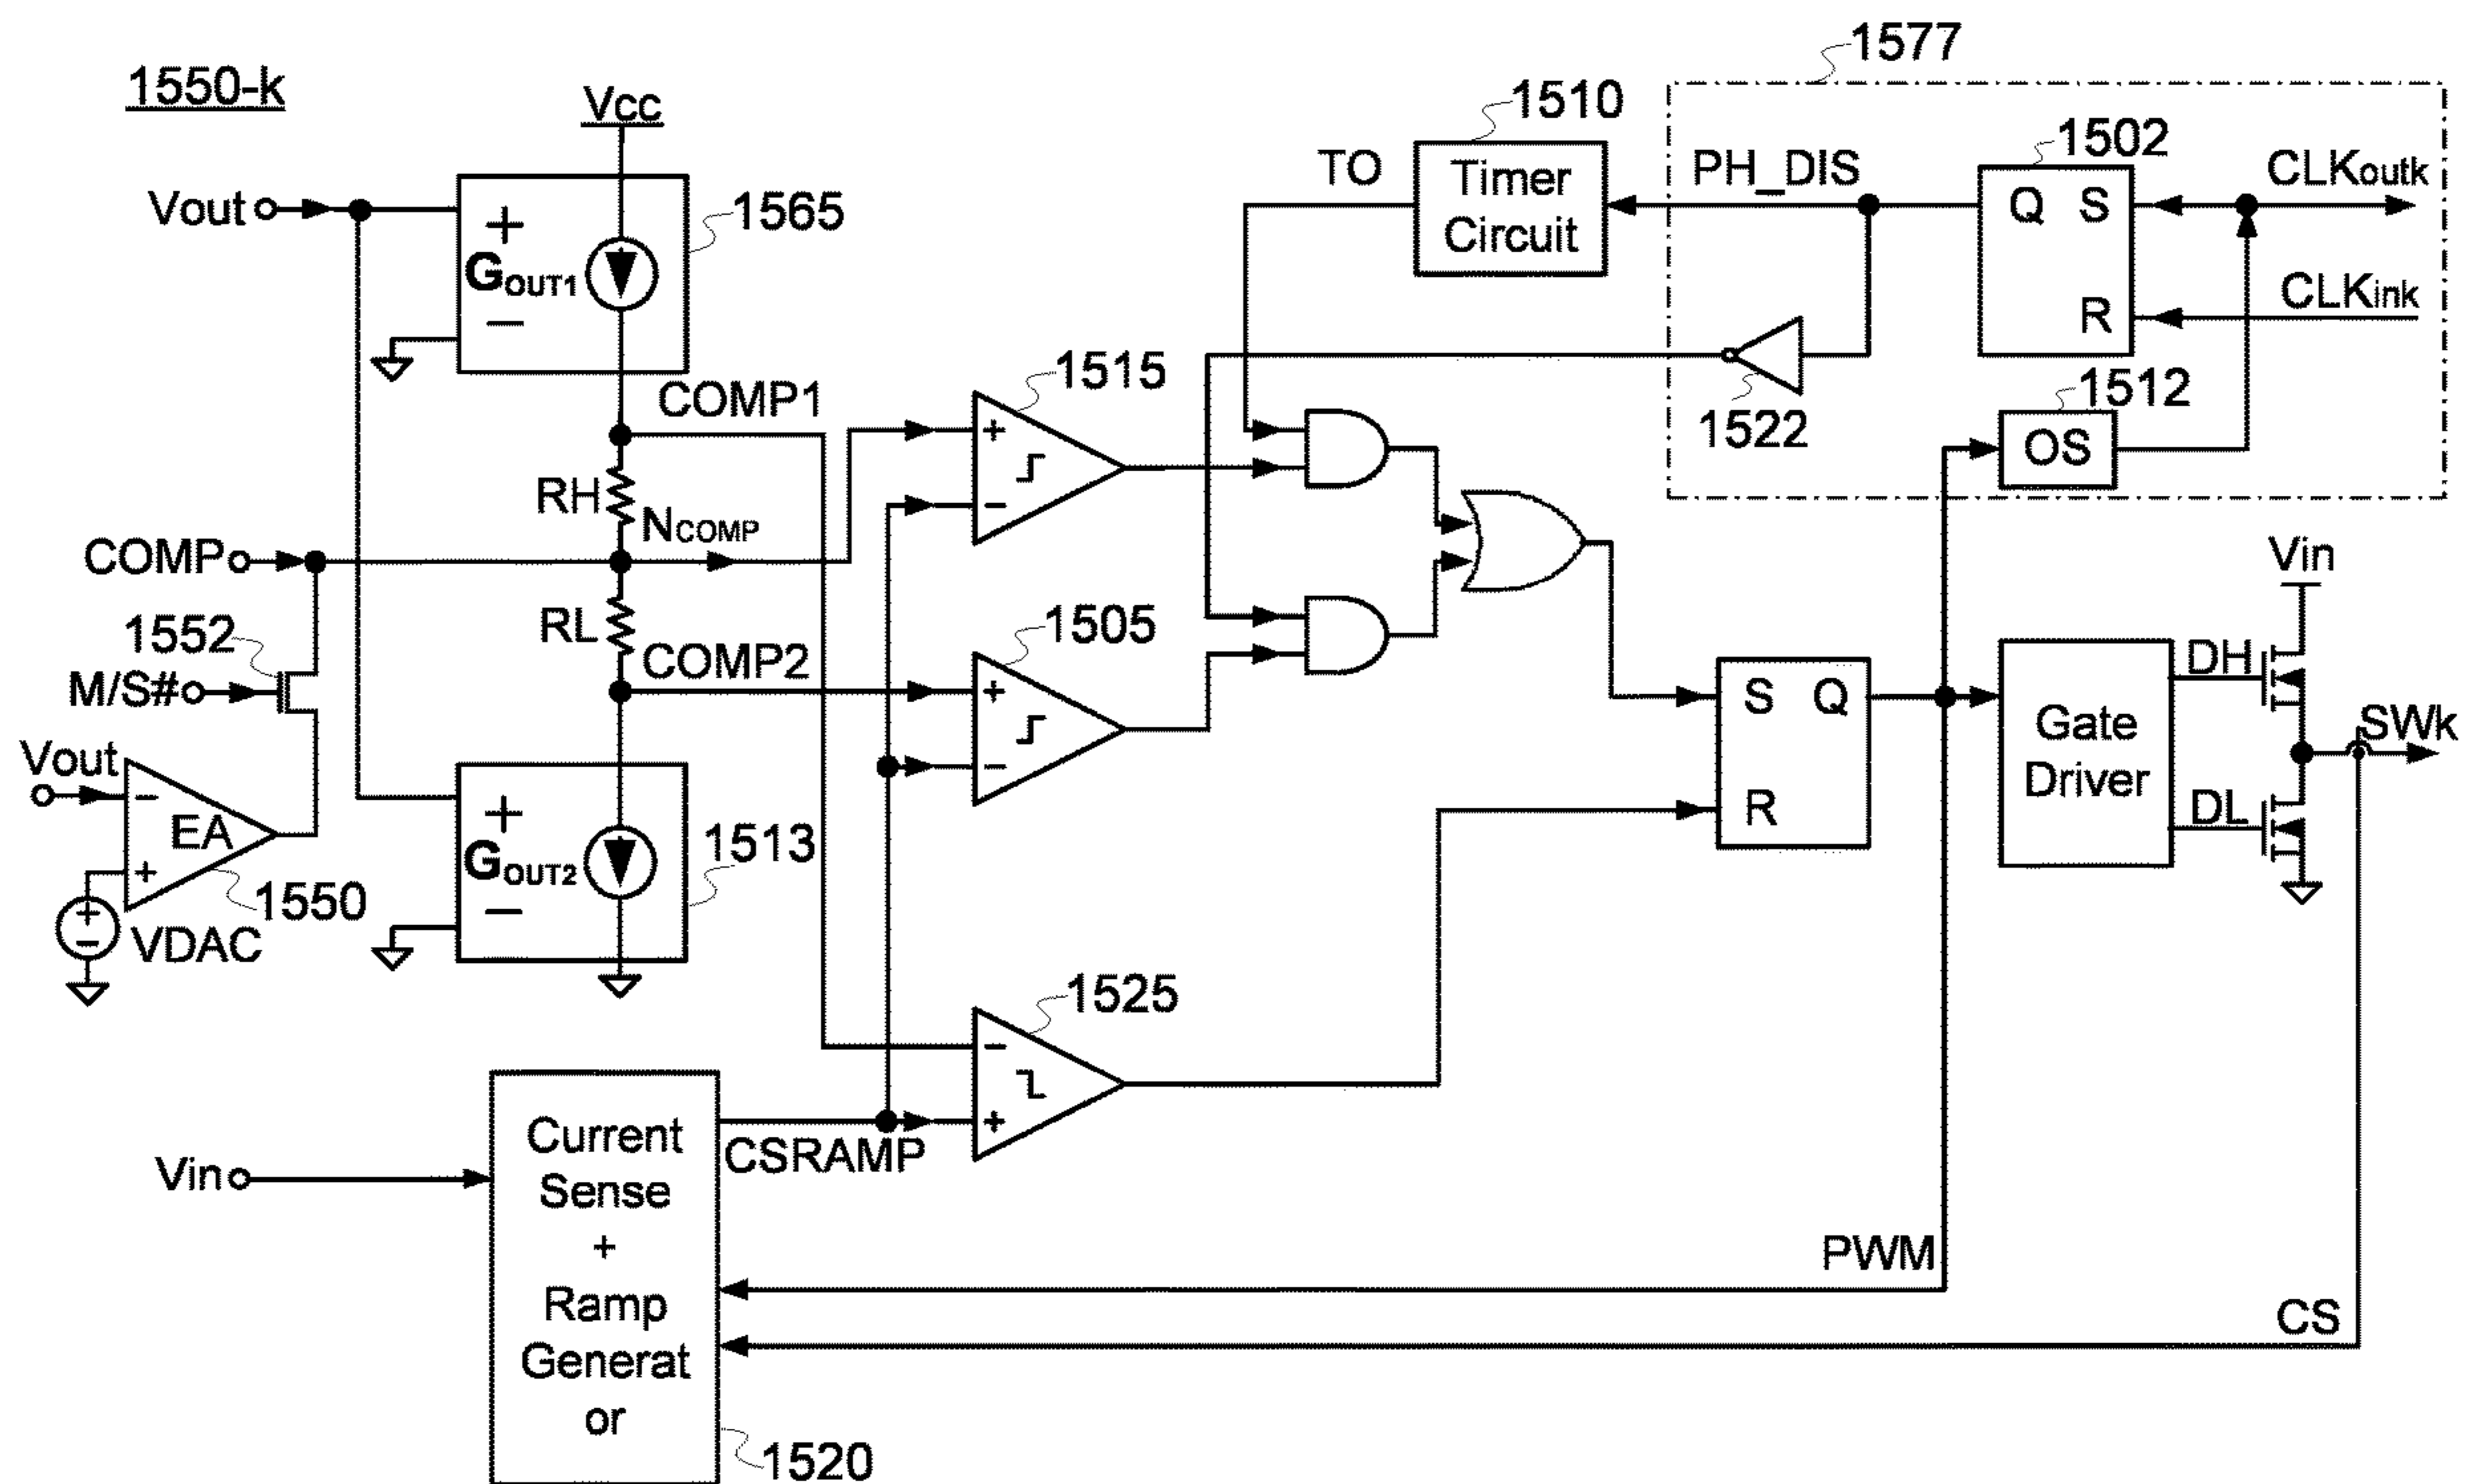 1550-k
Vcc
Vout
+
GOUT1
−
1565
COMP1
RH
NCOMP
COMP
RL
COMP2
1552
M/S#
Vout
−
EA
+
1550
+
−
VDAC
+
GOUT2
−
1513
Vin
Current
Sense
+
Ramp
Generat
or
1520
CSRAMP
1515
+
−
1505
+
−
1525
−
+
TO
1510
Timer
Circuit
1577
PH_DIS
1502
Q S
R
CLKoutk
CLKink
1522
1512
OS
S Q
R
Gate
Driver
Vin
DH
DL
SWk
PWM
CS